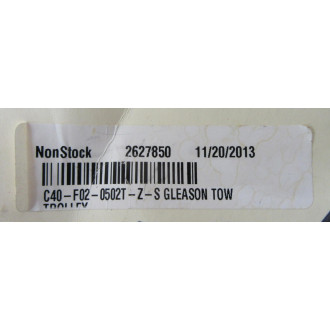 NonStock 2627850 11/20/2013
C40-F02-0502T-Z-S GLEASON TOW
TROLLEY